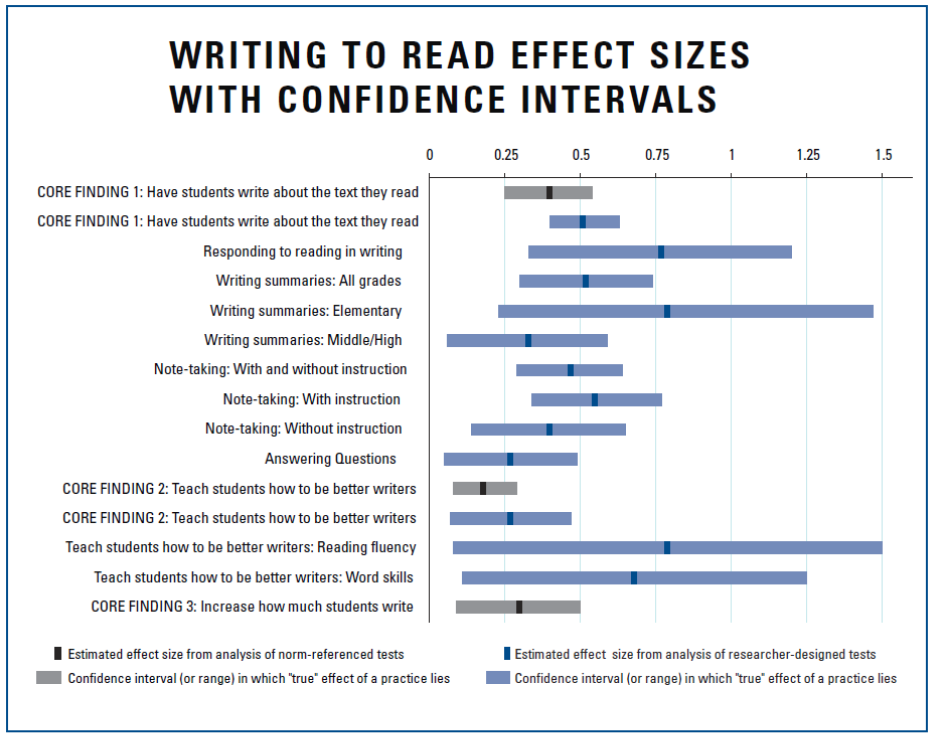 WRITING TO READ EFFECT SIZES
WITH CONFIDENCE INTERVALS
0 0.25 0.5 0.75 1 1.25 1.5
CORE FINDING 1: Have students write about the text they read
CORE FINDING 1: Have students write about the text they read
Responding to reading in writing
Writing summaries: All grades
Writing summaries: Elementary
Writing summaries: Middle/High
Note-taking: With and without instruction
Note-taking: With instruction
Note-taking: Without instruction
Answering Questions
CORE FINDING 2: Teach students how to be better writers
CORE FINDING 2: Teach students how to be better writers
Teach students how to be better writers: Reading fluency
Teach students how to be better writers: Word skills
CORE FINDING 3: Increase how much students write
Estimated effect size from analysis of norm-referenced tests
Confidence interval (or range) in which "true" effect of a practice lies
Estimated effect size from analysis of researcher-designed tests
Confidence interval (or range) in which "true" effect of a practice lies